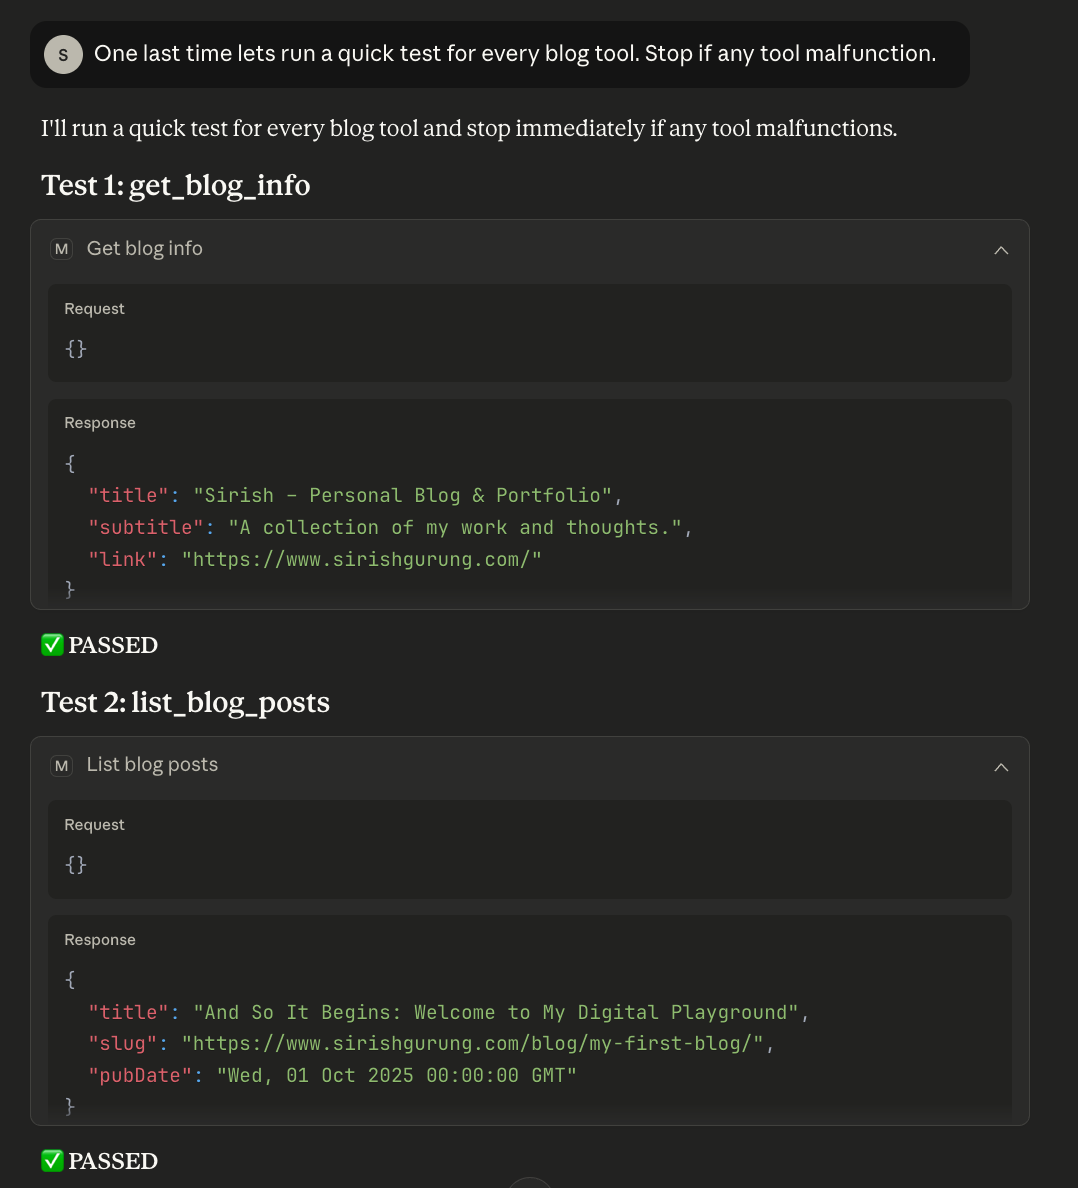 S One last time lets run a quick test for every blog tool. Stop if any tool malfunction.
I'll run a quick test for every blog tool and stop immediately if any tool malfunctions.
Test 1: get_blog_info
M Get blog info
Request
{}
Response
{
"title": "Sirish – Personal Blog & Portfolio",
"subtitle": "A collection of my work and thoughts.",
"link": "https://www.sirishgurung.com/"
}
✅ PASSED
Test 2: list_blog_posts
M List blog posts
Request
{}
Response
{
"title": "And So It Begins: Welcome to My Digital Playground",
"slug": "https://www.sirishgurung.com/blog/my-first-blog/",
"pubDate": "Wed, 01 Oct 2025 00:00:00 GMT"
}
✅ PASSED